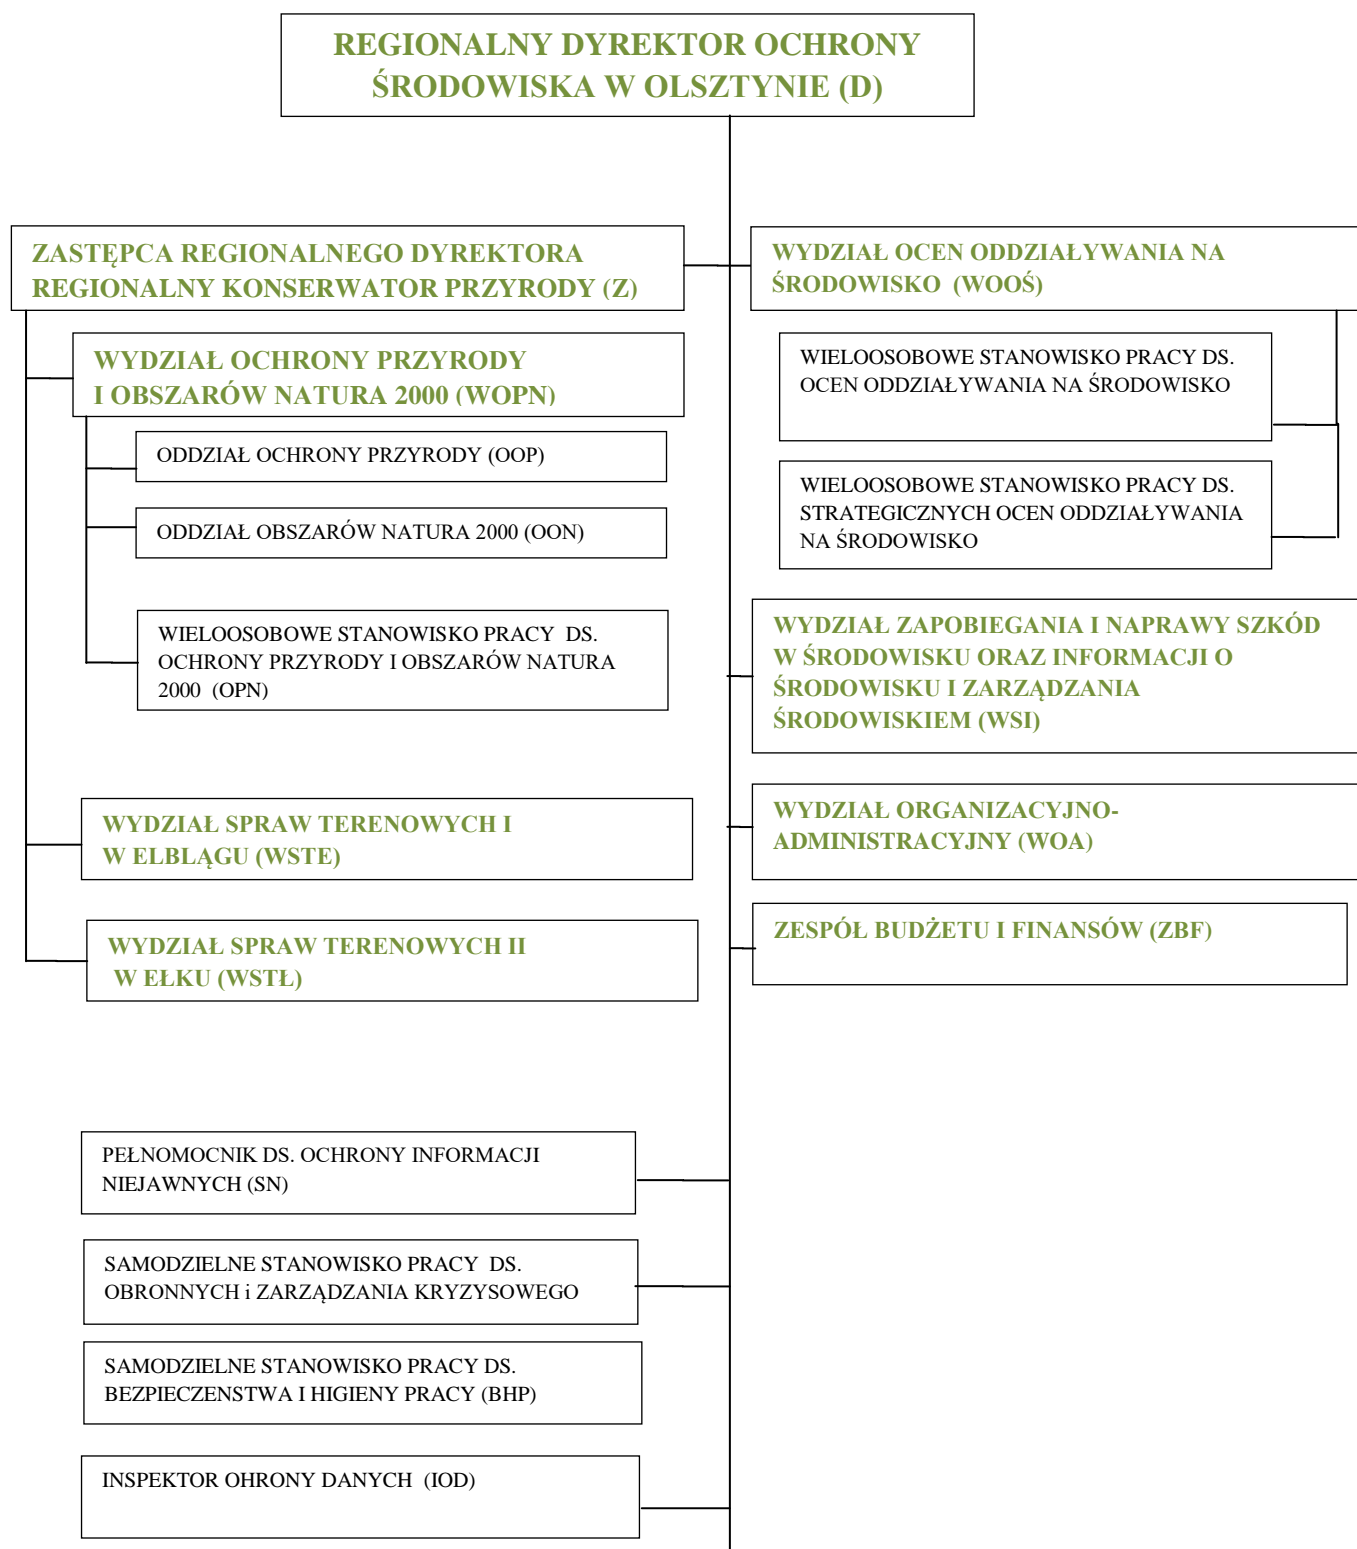 REGIONALNY DYREKTOR OCHRONY
ŚRODOWISKA W OLSZTYNIE (D)
ZASTĘPCA REGIONALNEGO DYREKTORA
REGIONALNY KONSERWATOR PRZYRODY (Z)
WYDZIAŁ OCHRONY PRZYRODY
I OBSZARÓW NATURA 2000 (WOPN)
ODDZIAŁ OCHRONY PRZYRODY (OOP)
ODDZIAŁ OBSZARÓW NATURA 2000 (OON)
WIELOOSOBOWE STANOWISKO PRACY DS.
OCHRONY PRZYRODY I OBSZARÓW NATURA
2000 (OPN)
WYDZIAŁ SPRAW TERENOWYCH I
W ELBLĄGU (WSTE)
WYDZIAŁ SPRAW TERENOWYCH II
W EŁKU (WSTŁ)
WYDZIAŁ OCEN ODDZIAŁYWANIA NA
ŚRODOWISKO (WOOŚ)
WIELOOSOBOWE STANOWISKO PRACY DS.
OCEN ODDZIAŁYWANIA NA ŚRODOWISKO
WIELOOSOBOWE STANOWISKO PRACY DS.
STRATEGICZNYCH OCEN ODDZIAŁYWANIA
NA ŚRODOWISKO
WYDZIAŁ ZAPOBIEGANIA I NAPRAWY SZKÓD
W ŚRODOWISKU ORAZ INFORMACJI O
ŚRODOWISKU I ZARZĄDZANIA
ŚRODOWISKIEM (WSI)
WYDZIAŁ ORGANIZACYJNO-
ADMINISTRACYJNY (WOA)
ZESPÓŁ BUDŻETU I FINANSÓW (ZBF)
PEŁNOMOCNIK DS. OCHRONY INFORMACJI
NIEJAWNYCH (SN)
SAMODZIELNE STANOWISKO PRACY DS.
OBRONNYCH i ZARZĄDZANIA KRYZYSOWEGO
SAMODZIELNE STANOWISKO PRACY DS.
BEZPIECZENSTWA I HIGIENY PRACY (BHP)
INSPEKTOR OHRONY DANYCH (IOD)